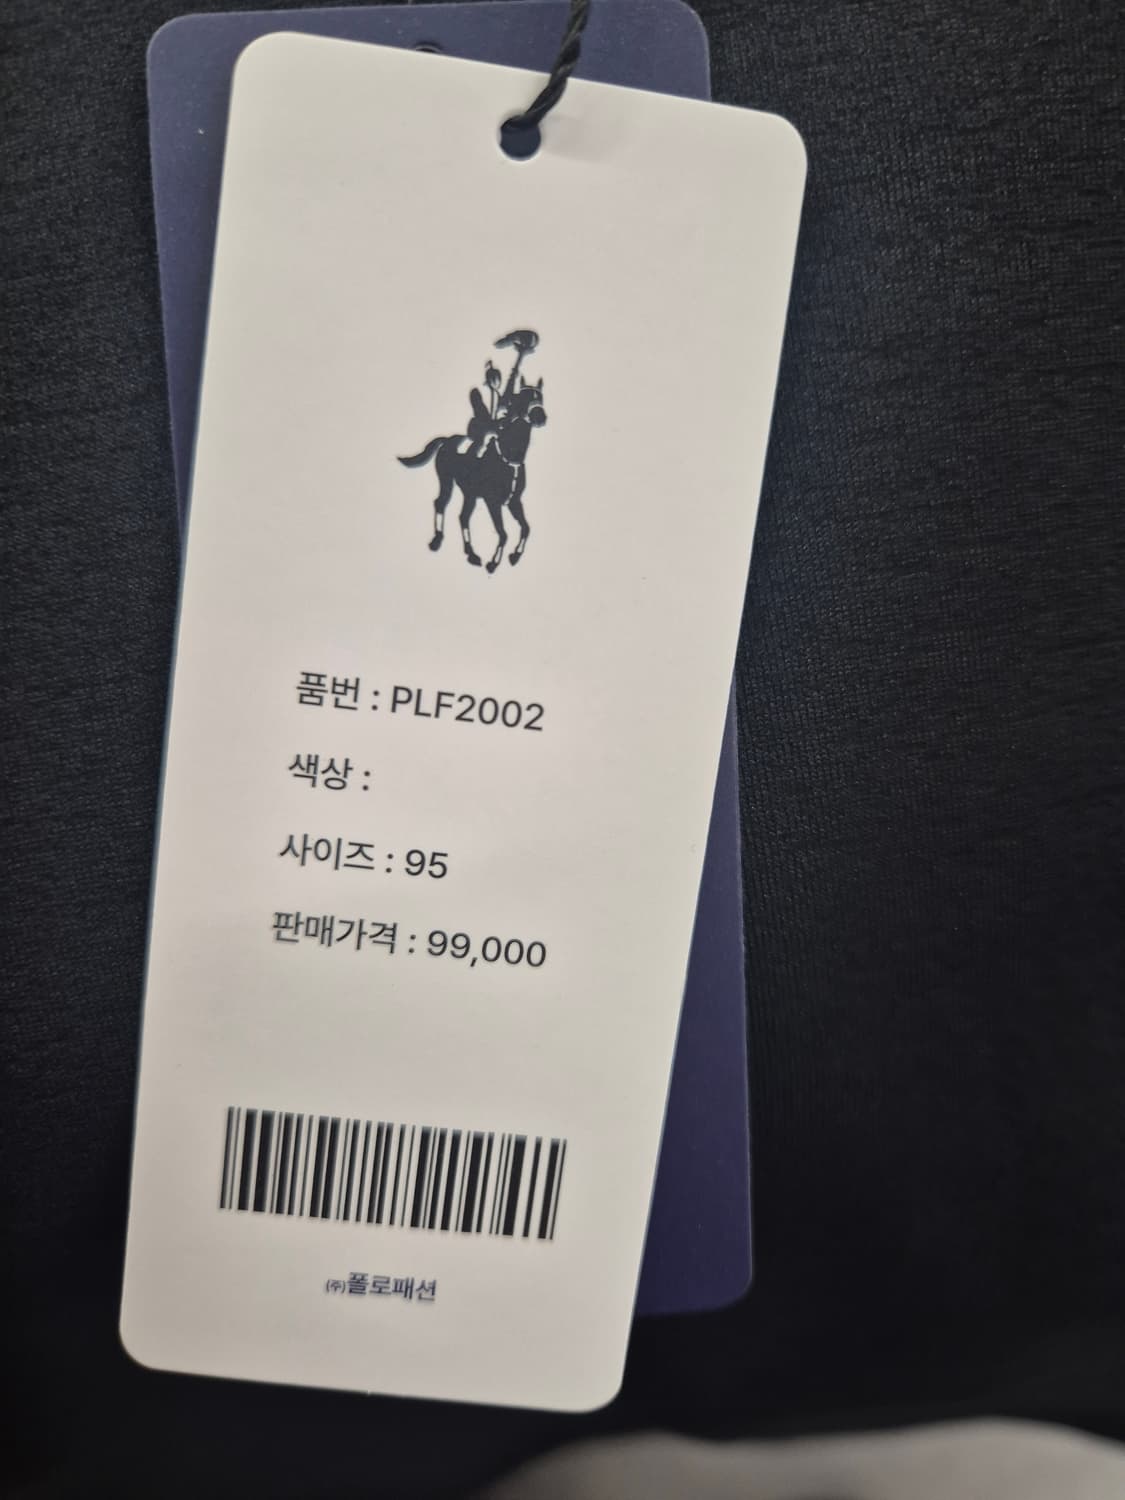 품번 : PLF2002
색상 :
사이즈 : 95
판매가격 : 99,000
㈜폴로패션